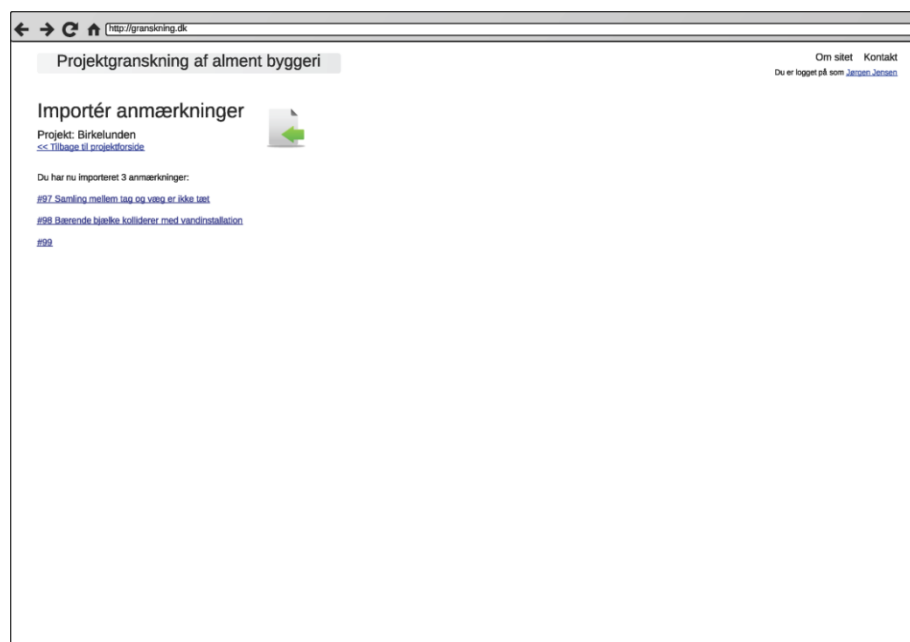 http://granskning.dk
Projektgranskning af alment byggeri
Om sitet Kontakt
Du er logget på som Jørgen Jensen
Importér anmærkninger
Projekt: Birkelunden
<< Tilbage til projektforside
Du har nu importeret 3 anmærkninger:
#97 Samling mellem tag og væg er ikke tæt
#98 Bærende bjælke kolliderer med vandinstallation
#99